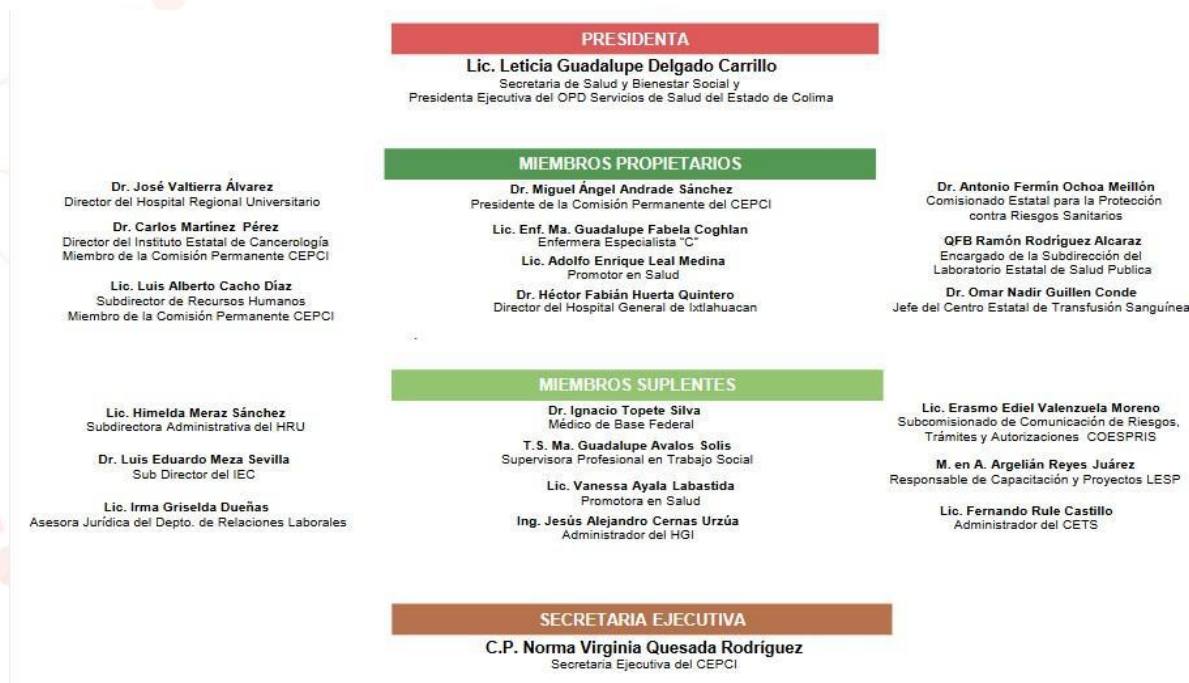 PRESIDENTA
Lic. Leticia Guadalupe Delgado Carrillo
Secretaria de Salud y Bienestar Social y
Presidenta Ejecutiva del OPD Servicios de Salud del Estado de Colima
MIEMBROS PROPIETARIOS
Dr. José Valtierra Álvarez
Director del Hospital Regional Universitario
Dr. Carlos Martínez Pérez
Director del Instituto Estatal de Cancerología
Miembro de la Comisión Permanente CEPCI
Lic. Luis Alberto Cacho Díaz
Subdirector de Recursos Humanos
Miembro de la Comisión Permanente CEPCI
Dr. Miguel Ángel Andrade Sánchez
Presidente de la Comisión Permanente del CEPCI
Lic. Enf. Ma. Guadalupe Fabela Coghlan
Enfermera Especialista "C"
Lic. Adolfo Enrique Leal Medina
Promotor en Salud
Dr. Héctor Fabián Huerta Quintero
Director del Hospital General de Ixtlahuacan
Dr. Antonio Fermín Ochoa Meillón
Comisionado Estatal para la Protección
contra Riesgos Sanitarios
QFB Ramón Rodríguez Alcaraz
Encargado de la Subdirección del
Laboratorio Estatal de Salud Publica
Dr. Omar Nadir Guillen Conde
Jefe del Centro Estatal de Transfusión Sanguínea
MIEMBROS SUPLENTES
Lic. Himelda Meraz Sánchez
Subdirectora Administrativa del HRU
Dr. Luis Eduardo Meza Sevilla
Sub Director del IEC
Lic. Irma Griselda Dueñas
Asesora Jurídica del Depto. de Relaciones Laborales
Dr. Ignacio Topete Silva
Médico de Base Federal
T.S. Ma. Guadalupe Avalos Solis
Supervisora Profesional en Trabajo Social
Lic. Vanessa Ayala Labastida
Promotora en Salud
Ing. Jesús Alejandro Cernas Urzúa
Administrador del HGI
Lic. Erasmo Ediel Valenzuela Moreno
Subcomisionado de Comunicación de Riesgos,
Trámites y Autorizaciones COESPRIS
M. en A. Argelián Reyes Juárez
Responsable de Capacitación y Proyectos LESP
Lic. Fernando Rule Castillo
Administrador del CETS
SECRETARIA EJECUTIVA
C.P. Norma Virginia Quesada Rodríguez
Secretaria Ejecutiva del CEPCI